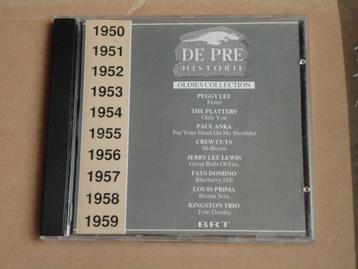 1950
1951
1952
1953
1954
1955
1956
1957
1958
1959
DE PRE
HISTORIE
OLDIES COLLECTION
PEGGY LEE
Fever
THE PLATTERS
Only You
PAUL ANKA
Put Your Head On My Shoulder
CREW CUTS
Sh-Boom
JERRY LEE LEWIS
Great Balls Of Fire
FATS DOMINO
Blueberry Hill
LOUIS PRIMA
Buona Sera
KINGSTON TRIO
Tom Dooley
BRT